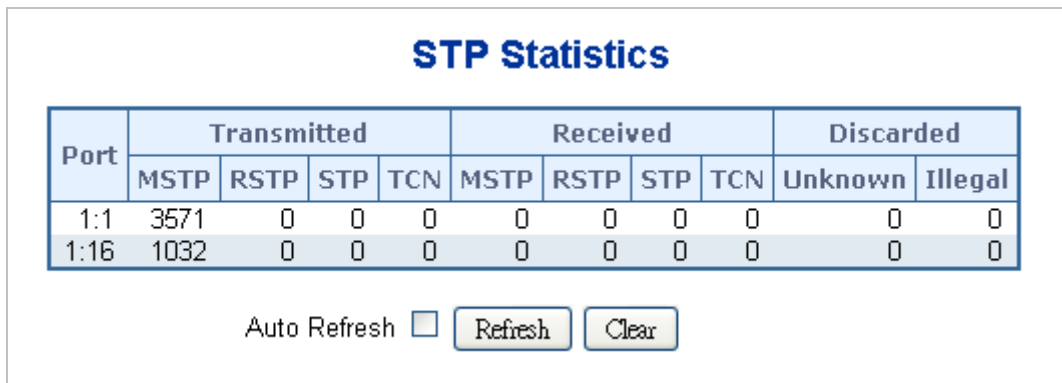 STP Statistics
Port Transmitted Received Discarded
MSTP RSTP STP TCN MSTP RSTP STP TCN Unknown Illegal
1:1 3571 0 0 0 0 0 0 0 0 0
1:16 1032 0 0 0 0 0 0 0 0 0
Auto Refresh Refresh Clear